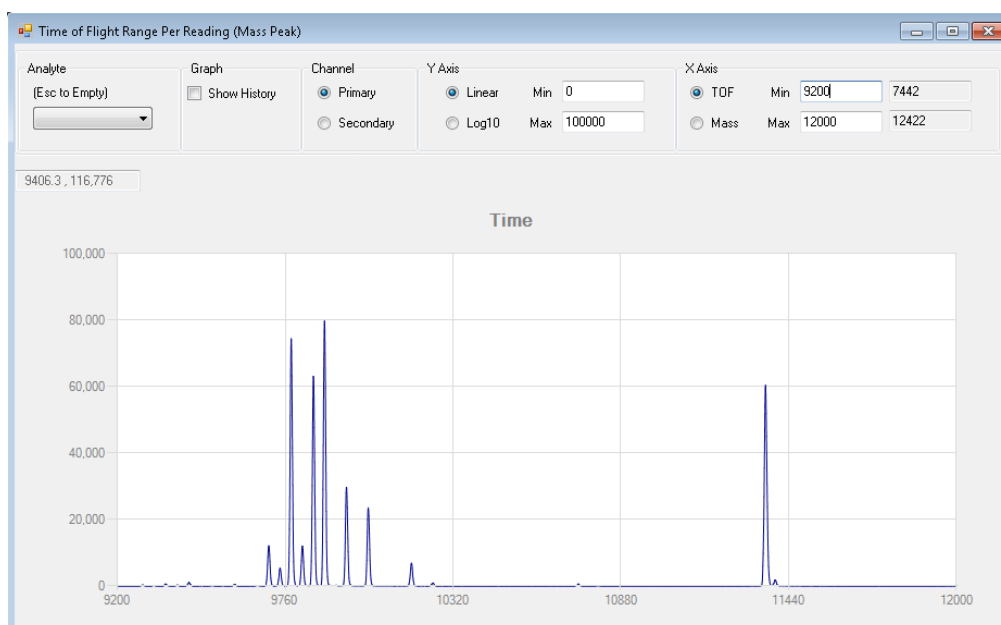 Time of Flight Range Per Reading (Mass Peak)
Analyte
(Esc to Empty)
Graph
Show History
Channel
Primary
Secondary
Y Axis
Linear Min 0
Log10 Max 100000
X Axis
TOF Min 9200 7442
Mass Max 12000 12422
9406.3 , 116,776
Time
100,000
80,000
60,000
40,000
20,000
0
9200 9760 10320 10880 11440 12000